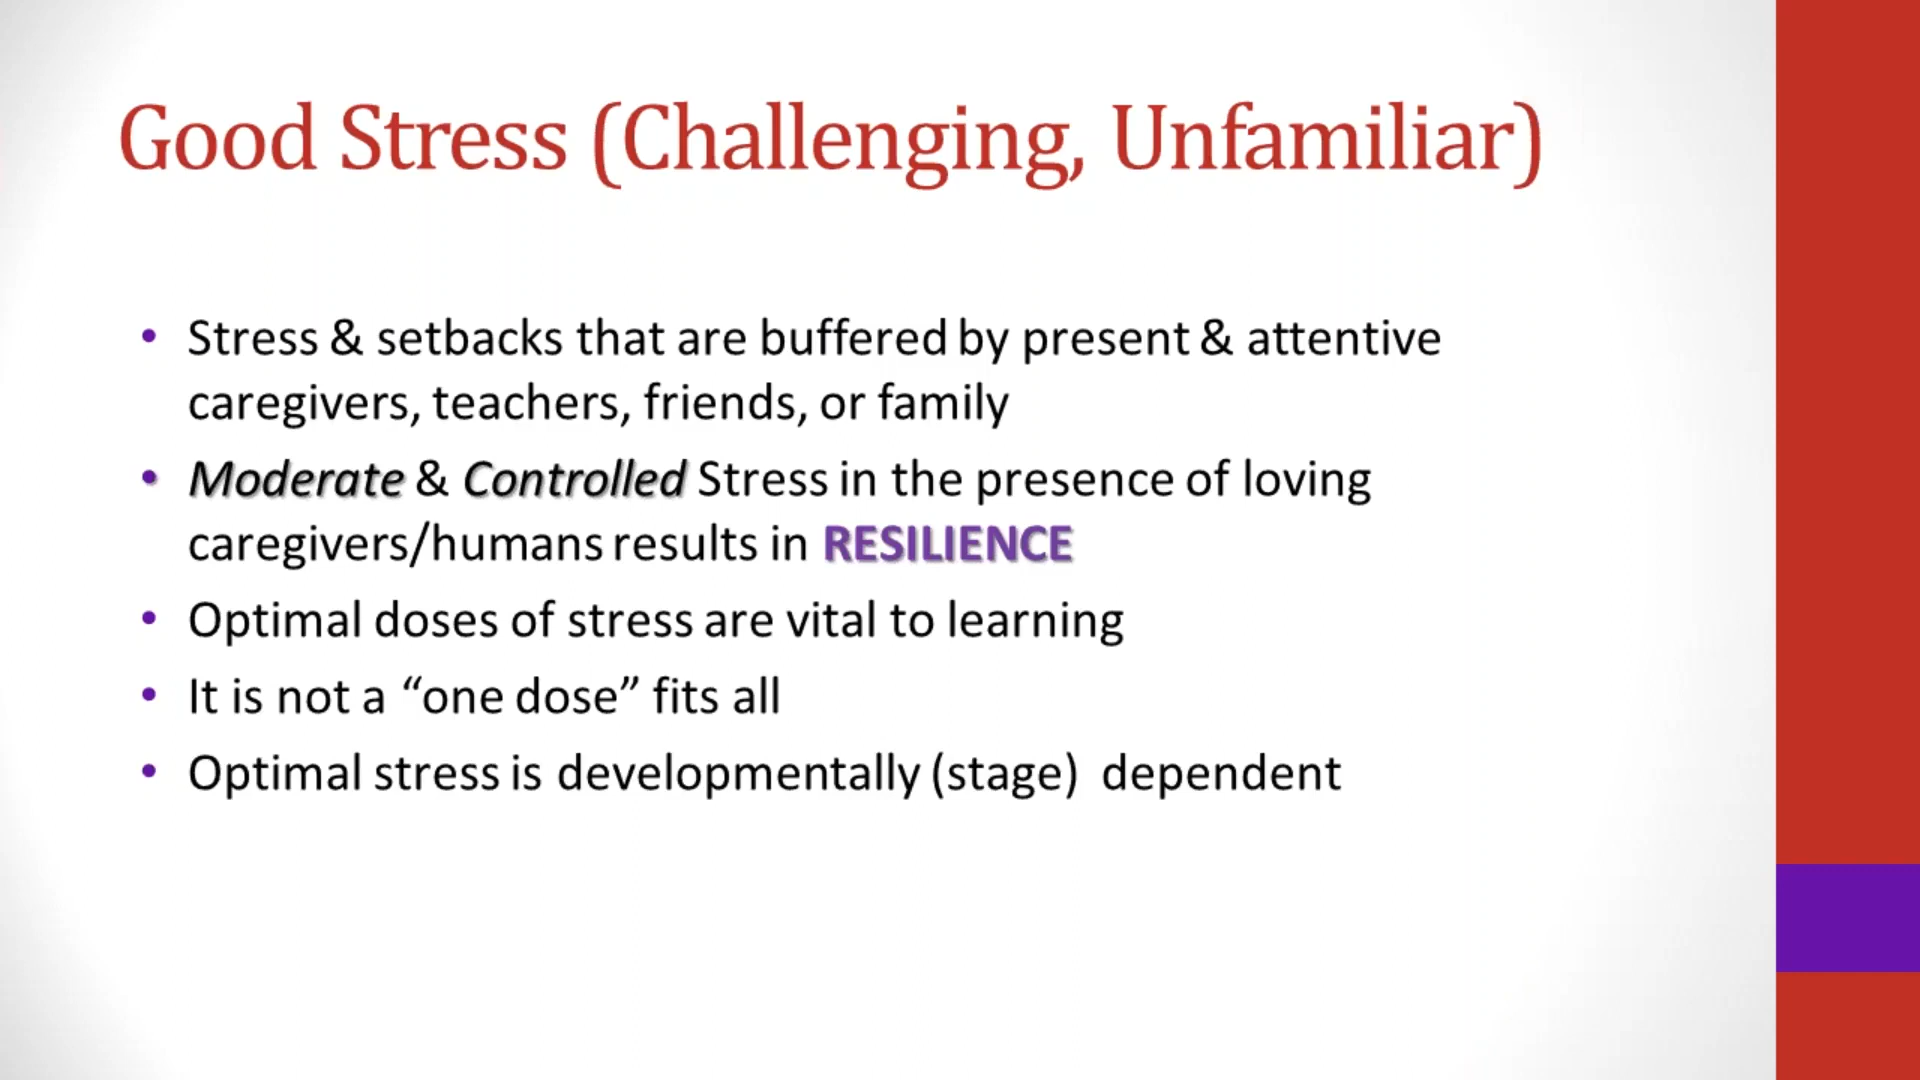 Good Stress (Challenging, Unfamiliar)
• Stress & setbacks that are buffered by present & attentive
caregivers, teachers, friends, or family
• Moderate & Controlled Stress in the presence of loving
caregivers/humans results in RESILIENCE
• Optimal doses of stress are vital to learning
• It is not a “one dose” fits all
• Optimal stress is developmentally (stage)  dependent